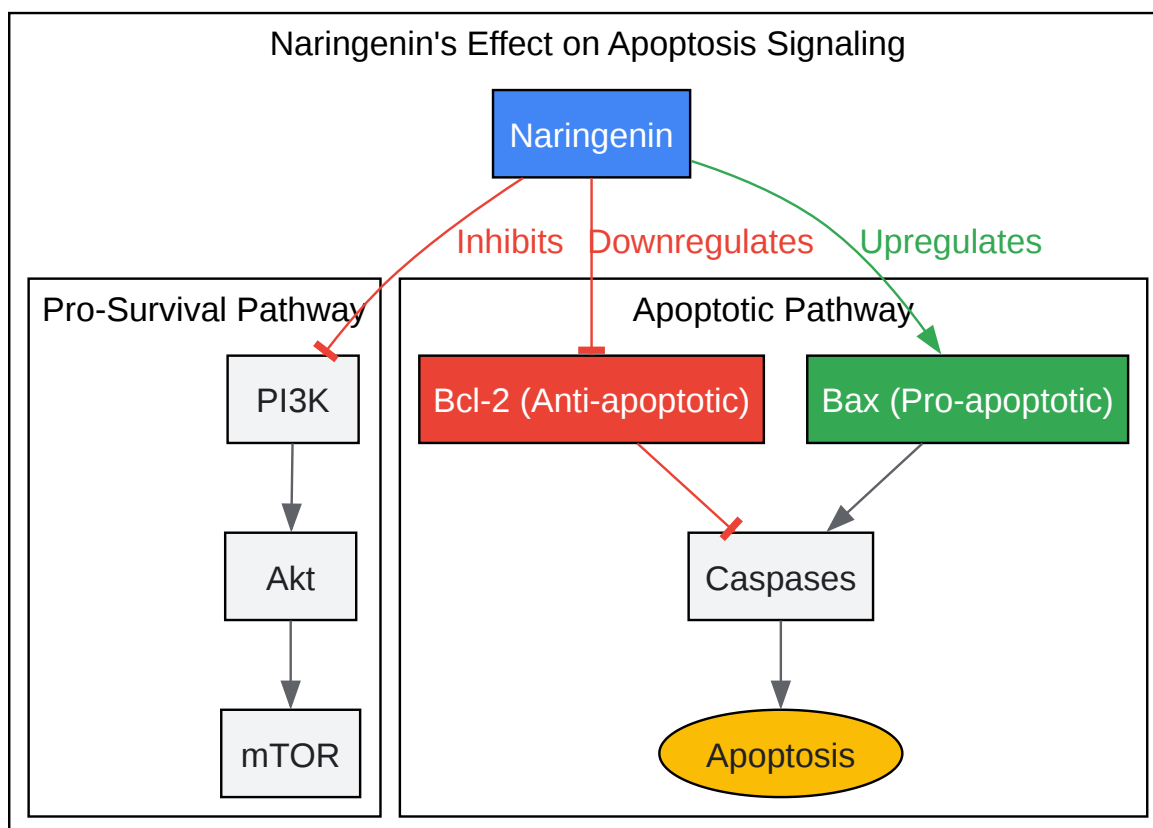 Naringenin's Effect on Apoptosis Signaling
Naringenin
Inhibits
Downregulates
Upregulates
Pro-Survival Pathway
Apoptotic Pathway
PI3K
Bcl-2 (Anti-apoptotic)
Bax (Pro-apoptotic)
Akt
Caspases
mTOR
Apoptosis